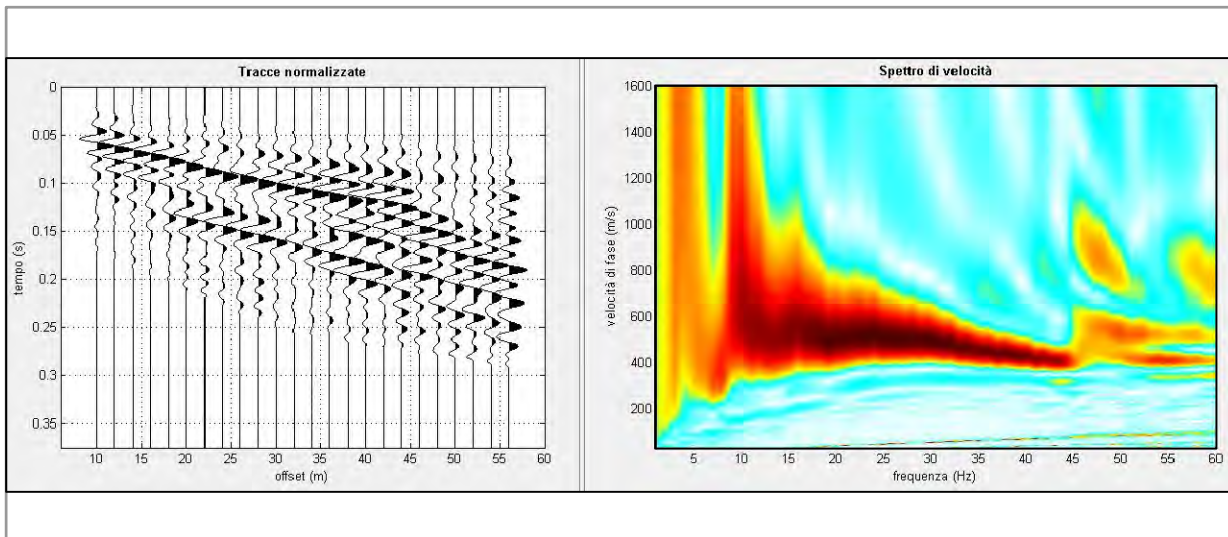 Tracce normalizzate
0
0.05
0.1
0.15
0.2
0.25
0.3
0.35
tempo (s)
10 15 20 25 30 35 40 45 50 55 60
offset (m)
Spettro di velocità
1600
1400
1200
1000
800
600
400
200
velocità di fase (m/s)
5 10 15 20 25 30 35 40 45 50 55 60
frequenza (Hz)